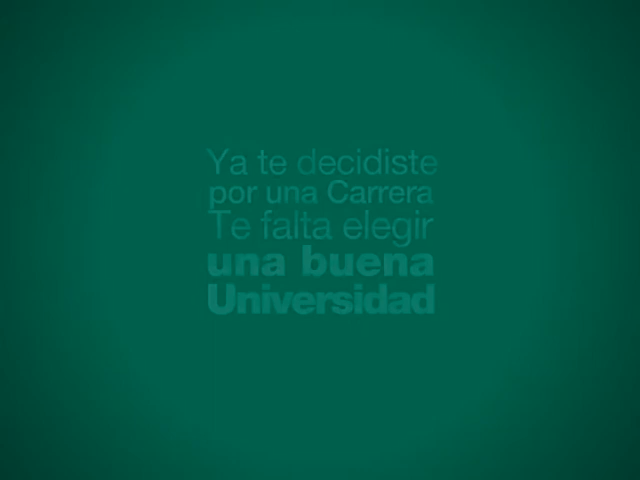 Ya te decidiste
por una Carrera
Te falta elegir
una buena
Universidad